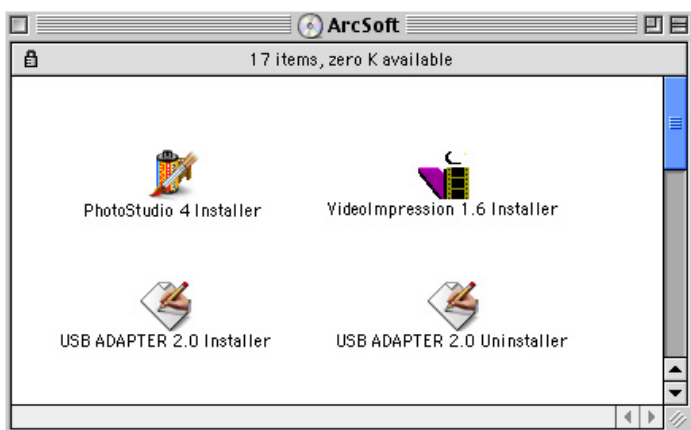 ArcSoft
17 items, zero K available
PhotoStudio 4 Installer
VideoImpression 1.6 Installer
USB ADAPTER 2.0 Installer
USB ADAPTER 2.0 Uninstaller